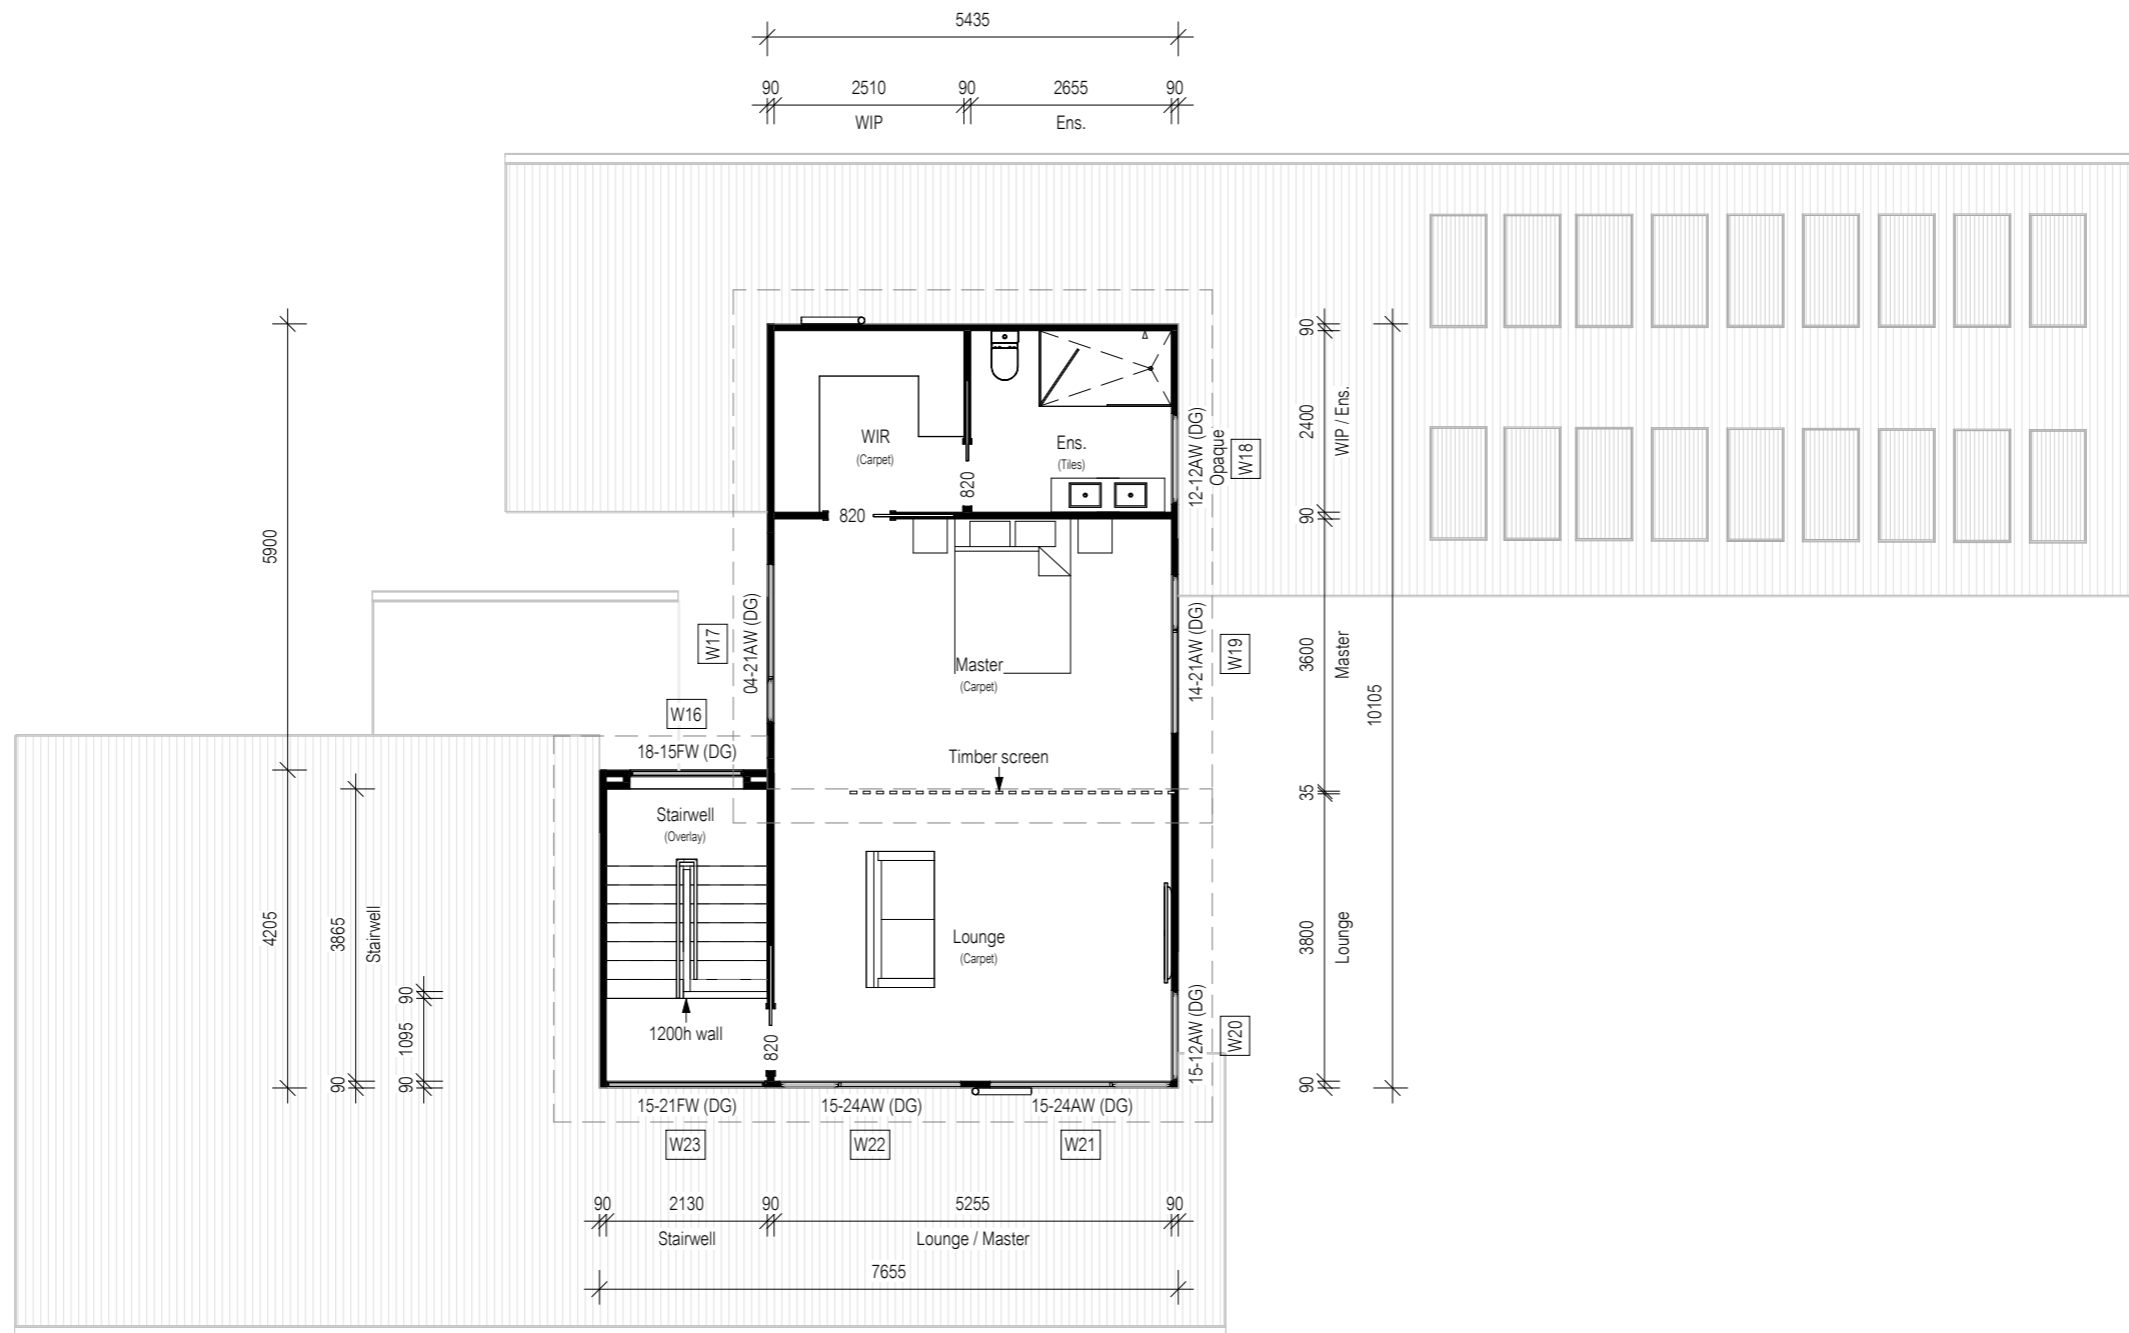 5435
90 2510 90 2655 90
WIP Ens.
90
2400
WIP / Ens.
90
3600
Master
10105
35
3800
Lounge
90
5900
4205
3865
Stairwell
90
1095
90
90
WIR
(Carpet)
Ens.
(Tiles)
820
820
12-12AW (DG)
Opaque
W18
04-21AW (DG)
W17
14-21AW (DG)
W19
Master
(Carpet)
W16
18-15FW (DG)
Timber screen
Stairwell
(Overlay)
Lounge
(Carpet)
1200h wall
820
15-12AW (DG)
W20
15-21FW (DG) 15-24AW (DG) 15-24AW (DG)
W23 W22 W21
90 2130 90 5255 90
Stairwell Lounge / Master
7655